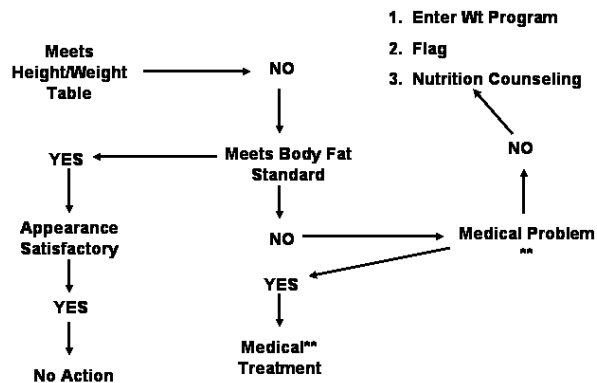 Meets
Height/Weight
Table
NO
1. Enter Wt Program
2. Flag
3. Nutrition Counseling
NO
YES
Meets Body Fat
Standard
Appearance
Satisfactory
NO
Medical Problem
**
YES
YES
Medical**
Treatment
No Action